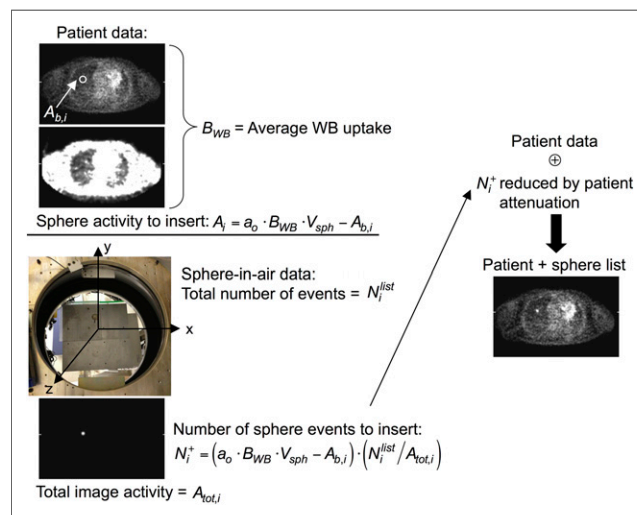 Patient data:
A_{b,i}
B_{WB} = Average WB uptake
Sphere activity to insert: A_i = a_o · B_{WB} · V_{sph} – A_{b,i}
y
x
z
Sphere-in-air data:
Total number of events = N_i^{list}
Number of sphere events to insert:
N_i^+ = (a_o · B_{WB} · V_{sph} – A_{b,i}) · (N_i^{list}/A_{tot,i})
Total image activity = A_{tot,i}
Patient data
⊕
N_i^+ reduced by patient
attenuation
Patient + sphere list